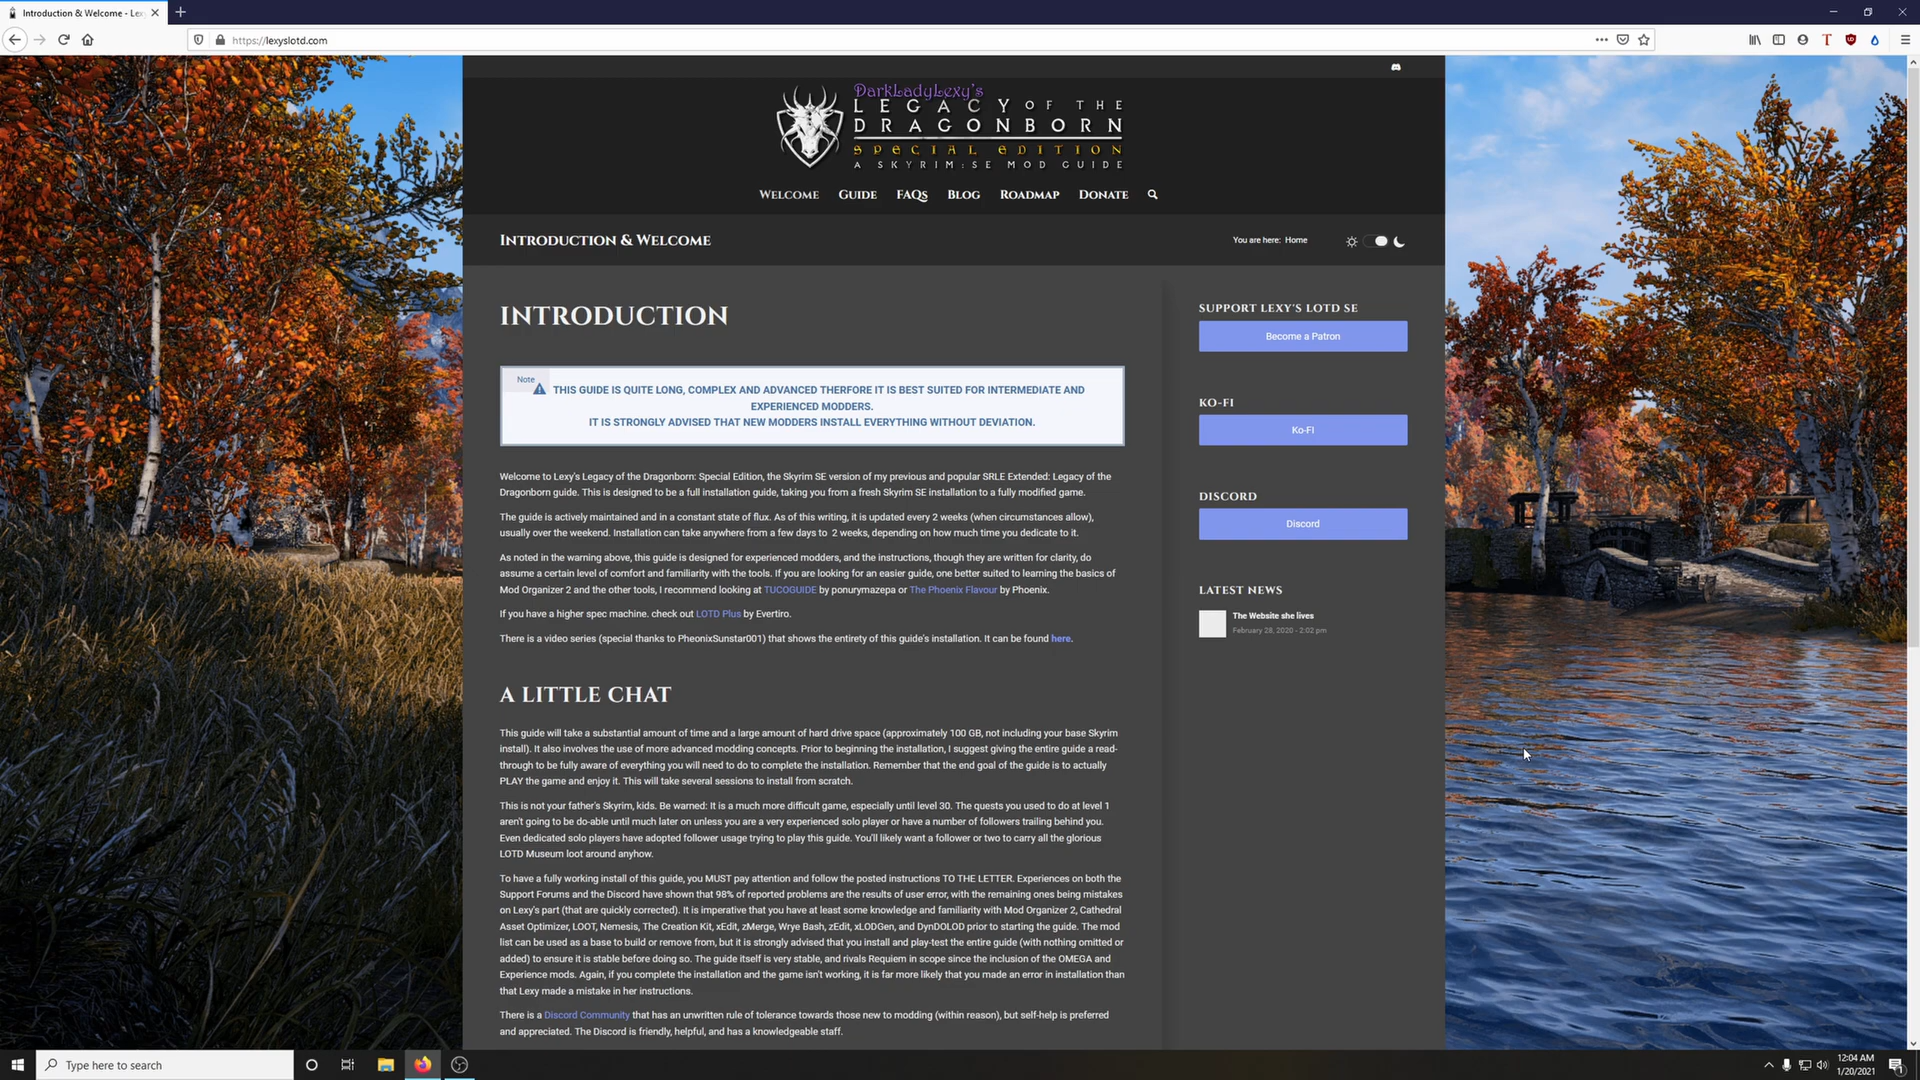 Introduction & Welcome - Lex
https://lexyslotd.com
DarkLadyLexy's
LEGACY OF THE
DRAGONBORN
SPECIAL EDITION
A SKYRIM:SE MOD GUIDE
WELCOME GUIDE FAQS BLOG ROADMAP DONATE
INTRODUCTION & WELCOME
You are here: Home
INTRODUCTION
Note
THIS GUIDE IS QUITE LONG, COMPLEX AND ADVANCED THERFORE IT IS BEST SUITED FOR INTERMEDIATE AND
EXPERIENCED MODDERS.
IT IS STRONGLY ADVISED THAT NEW MODDERS INSTALL EVERYTHING WITHOUT DEVIATION.
Welcome to Lexy's Legacy of the Dragonborn: Special Edition, the Skyrim SE version of my previous and popular SRLE Extended: Legacy of the
Dragonborn guide. This is designed to be a full installation guide, taking you from a fresh Skyrim SE installation to a fully modified game.
The guide is actively maintained and in a constant state of flux. As of this writing, it is updated every 2 weeks (when circumstances allow),
usually over the weekend. Installation can take anywhere from a few days to 2 weeks, depending on how much time you dedicate to it.
As noted in the warning above, this guide is designed for experienced modders, and the instructions, though they are written for clarity, do
assume a certain level of comfort and familiarity with the tools. If you are looking for an easier guide, one better suited to learning the basics of
Mod Organizer 2 and the other tools, I recommend looking at TUCOGUIDE by ponurymazepa or The Phoenix Flavour by Phoenix.
If you have a higher spec machine. check out LOTD Plus by Evertiro.
There is a video series (special thanks to PheonixSunstar001) that shows the entirety of this guide's installation. It can be found here.
A LITTLE CHAT
This guide will take a substantial amount of time and a large amount of hard drive space (approximately 100 GB, not including your base Skyrim
install). It also involves the use of more advanced modding concepts. Prior to beginning the installation, I suggest giving the entire guide a read-
through to be fully aware of everything you will need to do to complete the installation. Remember that the end goal of the guide is to actually
PLAY the game and enjoy it. This will take several sessions to install from scratch.
This is not your father's Skyrim, kids. Be warned: It is a much more difficult game, especially until level 30. The quests you used to do at level 1
aren't going to be do-able until much later on unless you are a very experienced solo player or have a number of followers trailing behind you.
Even dedicated solo players have adopted follower usage trying to play this guide. You'll likely want a follower or two to carry all the glorious
LOTD Museum loot around anyhow.
To have a fully working install of this guide, you MUST pay attention and follow the posted instructions TO THE LETTER. Experiences on both the
Support Forums and the Discord have shown that 98% of reported problems are the results of user error, with the remaining ones being mistakes
on Lexy's part (that are quickly corrected). It is imperative that you have at least some knowledge and familiarity with Mod Organizer 2, Cathedral
Asset Optimizer, LOOT, Nemesis, The Creation Kit, xEdit, zMerge, Wrye Bash, zEdit, xLODGen, and DynDOLOD prior to starting the guide. The mod
list can be used as a base to build or remove from, but it is strongly advised that you install and play-test the entire guide (with nothing omitted or
added) to ensure it is stable before doing so. The guide itself is very stable, and rivals Requiem in scope since the inclusion of the OMEGA and
Experience mods. Again, if you complete the installation and the game isn't working, it is far more likely that you made an error in installation than
that Lexy made a mistake in her instructions.
There is a Discord Community that has an unwritten rule of tolerance towards those new to modding (within reason), but self-help is preferred
and appreciated. The Discord is friendly, helpful, and has a knowledgeable staff.
SUPPORT LEXY'S LOTD SE
Become a Patron
KO-FI
Ko-FI
DISCORD
Discord
LATEST NEWS
The Website she lives
February 28, 2020 - 2:02 pm
Type here to search
12:04 AM
1/20/2021